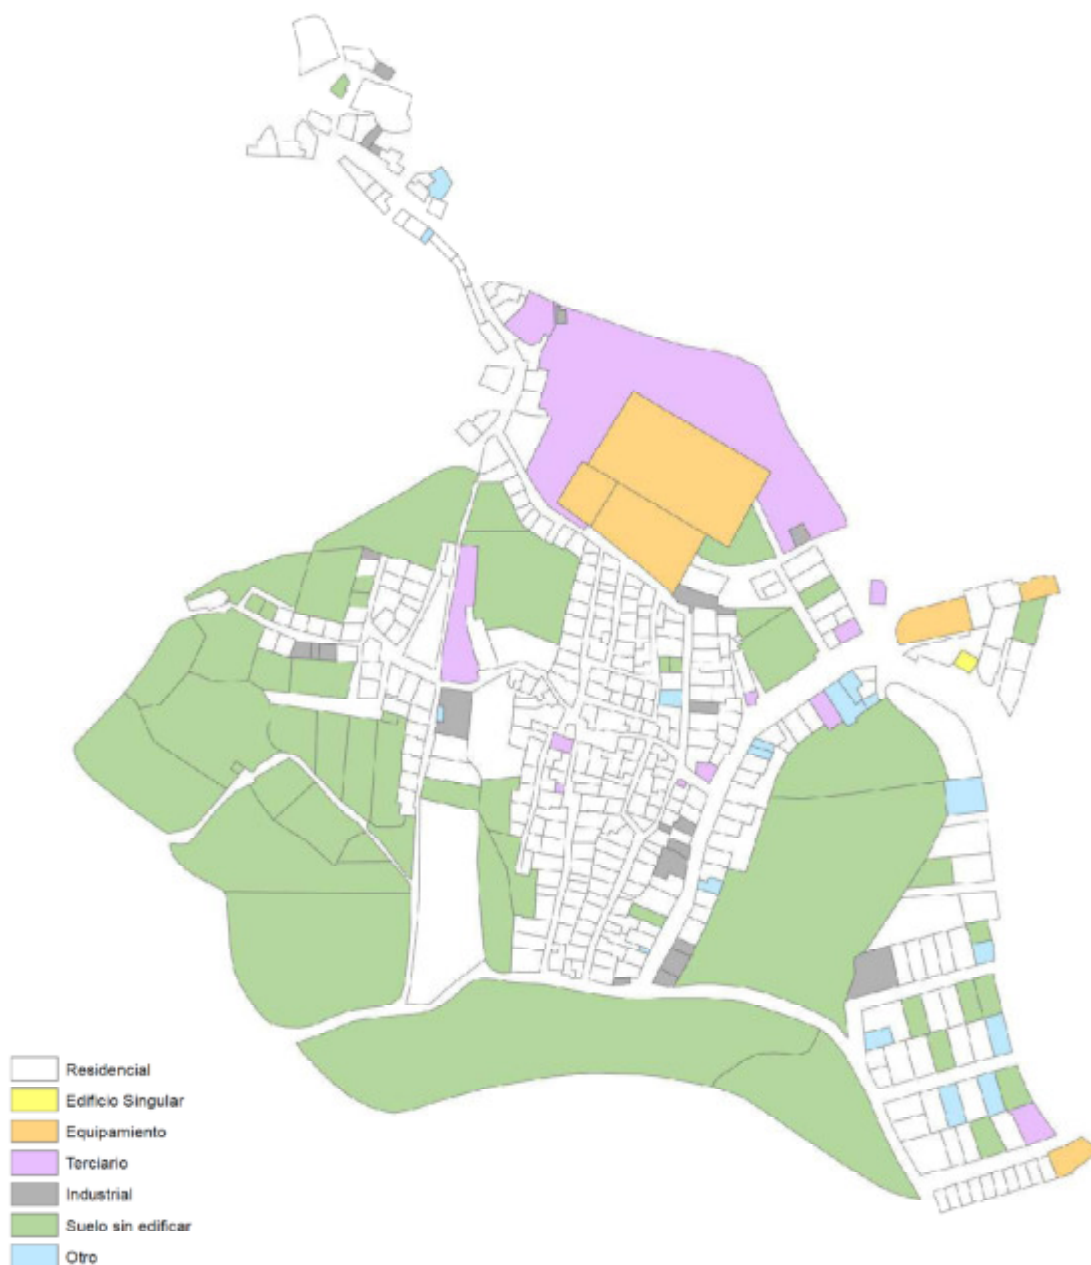 Residencial
Edificio Singular
Equipamiento
Terciario
Industrial
Suelo sin edificar
Otro